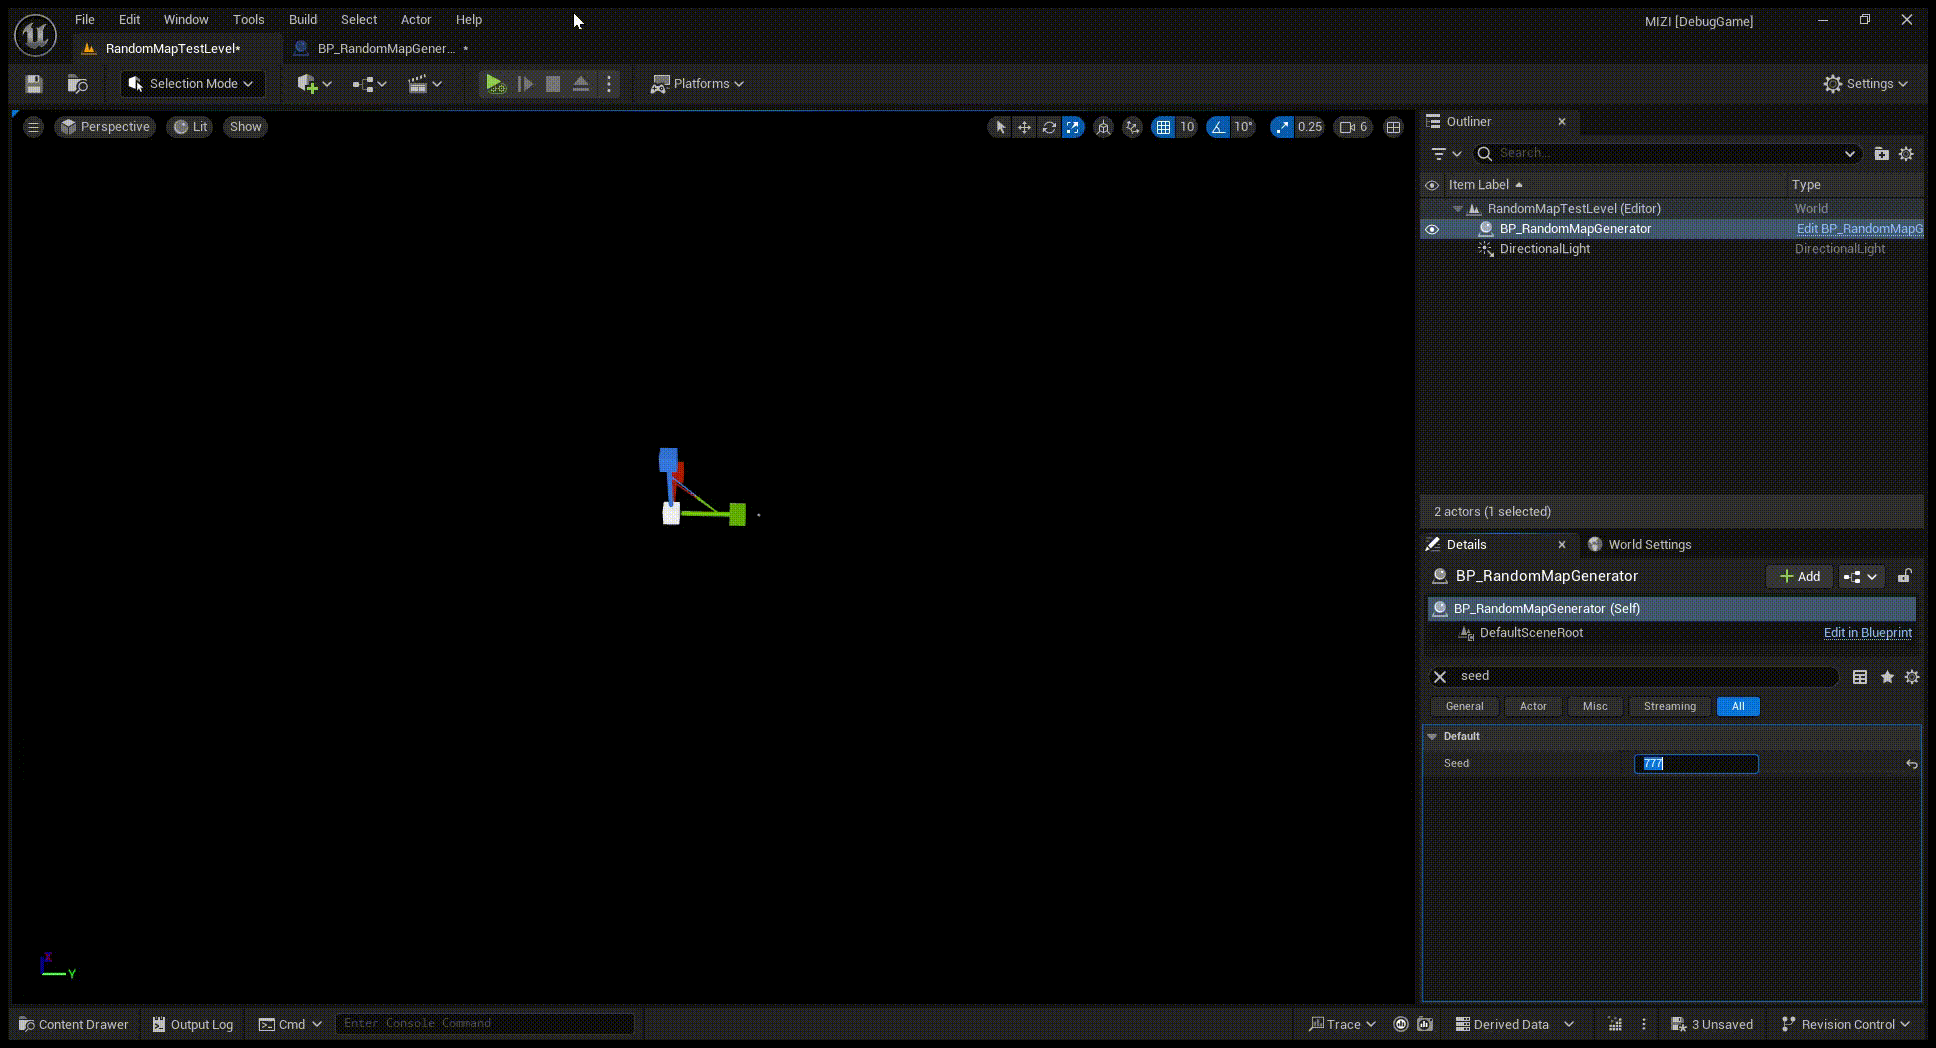 File Edit Window Tools Build Select Actor Help
MIZI [DebugGame]
RandomMapTestLevel*
BP_RandomMapGener... *
Selection Mode
Platforms
Settings
Perspective Lit Show
10 10° 0.25 6
Outliner
Search...
Item Label Type
RandomMapTestLevel (Editor) World
BP_RandomMapGenerator Edit BP_RandomMapG
DirectionalLight DirectionalLight
2 actors (1 selected)
Details World Settings
BP_RandomMapGenerator Add
BP_RandomMapGenerator (Self)
DefaultSceneRoot Edit in Blueprint
seed
General Actor Misc Streaming All
Default
Seed 777
X
Y
Content Drawer Output Log Cmd Enter Console Command Trace Derived Data 3 Unsaved Revision Control